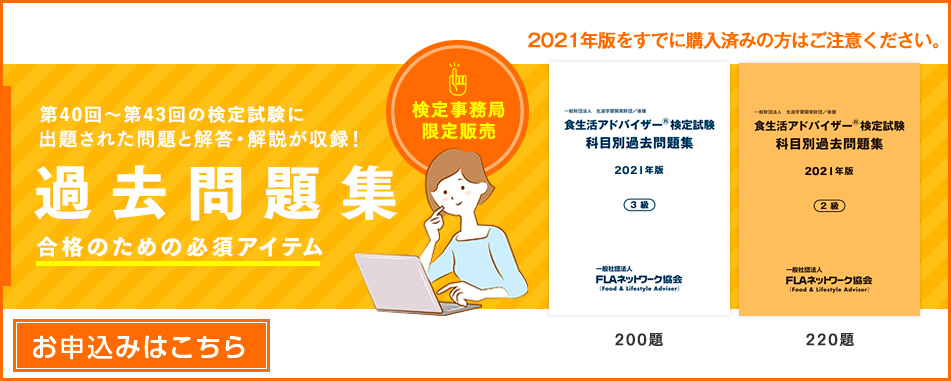 2021年版をすでに購入済みの方はご注意ください。
検定事務局
限定販売
第40回～第43回の検定試験に
出題された問題と解答・解説が収録！
過去問題集
合格のための必須アイテム
お申込みはこちら
一般財団法人 生涯学習開発財団／後援
食生活アドバイザー®検定試験
科目別過去問題集
2021年版
3級
一般社団法人
FLAネットワーク協会
(Food & Lifestyle Adviser)
200題
一般財団法人 生涯学習開発財団／後援
食生活アドバイザー®検定試験
科目別過去問題集
2021年版
2級
一般社団法人
FLAネットワーク協会
(Food & Lifestyle Adviser)
220題